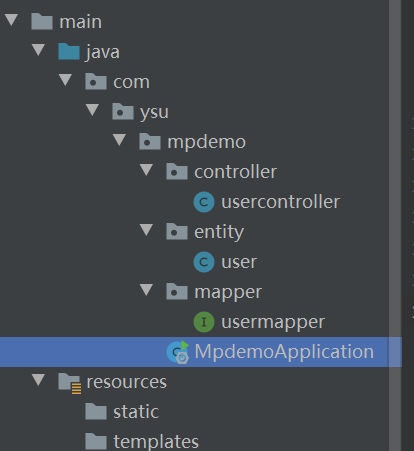 main
java
com
ysu
mpdemo
controller
usercontroller
entity
user
mapper
usermapper
MpdemoApplication
resources
static
templates